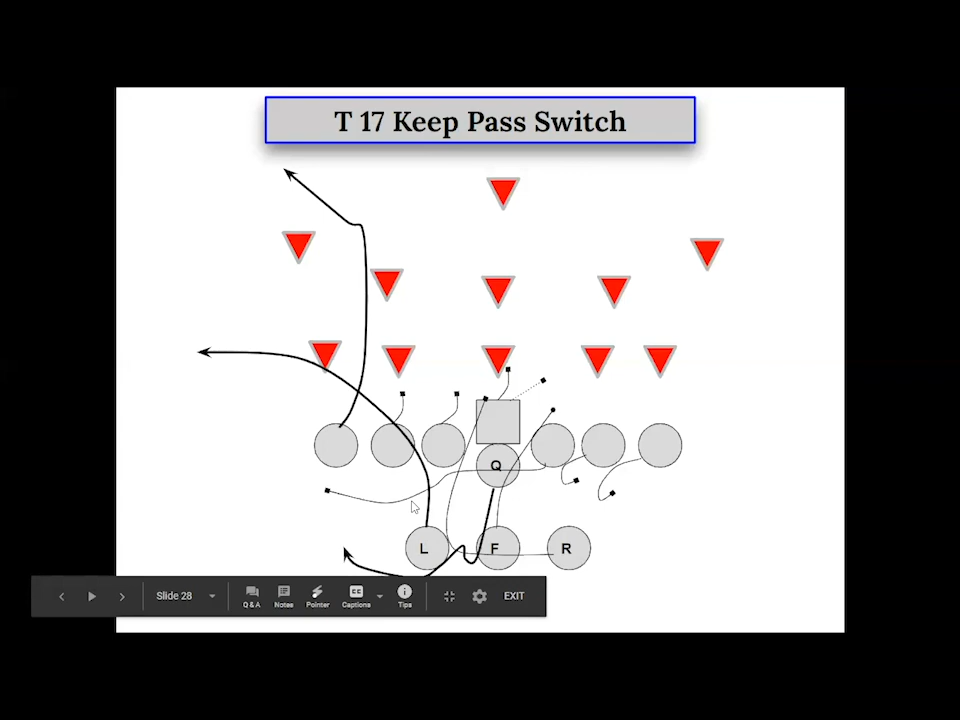 T 17 Keep Pass Switch
Q
L F R
Slide 28 Q & A Notes Pointer Captions Tips EXIT